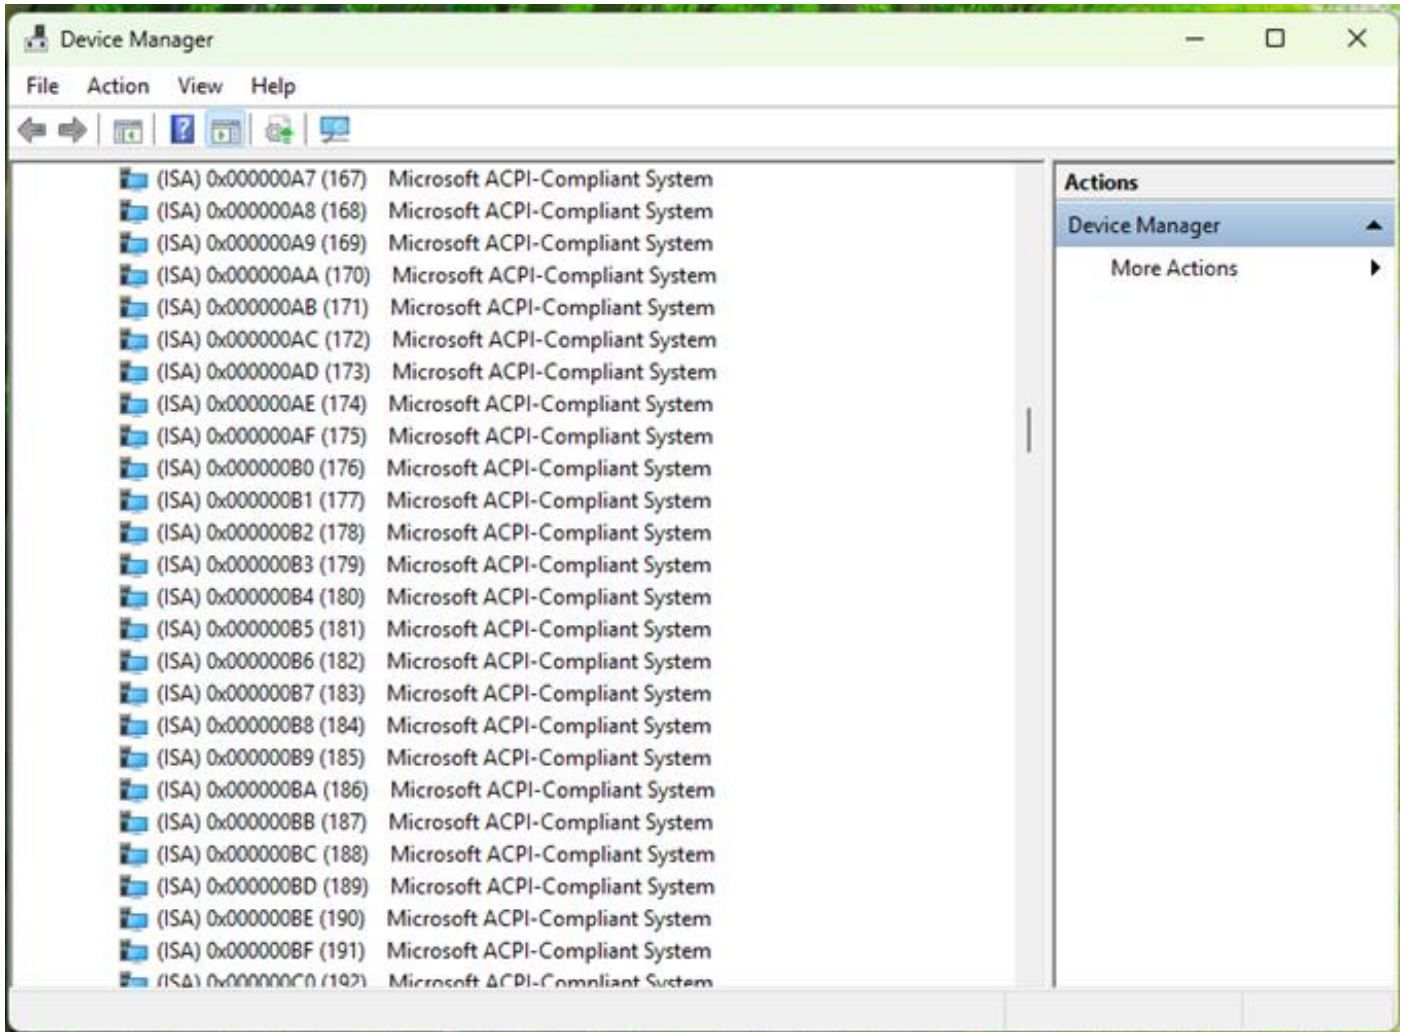 Device Manager
File Action View Help
(ISA) 0x000000A7 (167) Microsoft ACPI-Compliant System
(ISA) 0x000000A8 (168) Microsoft ACPI-Compliant System
(ISA) 0x000000A9 (169) Microsoft ACPI-Compliant System
(ISA) 0x000000AA (170) Microsoft ACPI-Compliant System
(ISA) 0x000000AB (171) Microsoft ACPI-Compliant System
(ISA) 0x000000AC (172) Microsoft ACPI-Compliant System
(ISA) 0x000000AD (173) Microsoft ACPI-Compliant System
(ISA) 0x000000AE (174) Microsoft ACPI-Compliant System
(ISA) 0x000000AF (175) Microsoft ACPI-Compliant System
(ISA) 0x000000B0 (176) Microsoft ACPI-Compliant System
(ISA) 0x000000B1 (177) Microsoft ACPI-Compliant System
(ISA) 0x000000B2 (178) Microsoft ACPI-Compliant System
(ISA) 0x000000B3 (179) Microsoft ACPI-Compliant System
(ISA) 0x000000B4 (180) Microsoft ACPI-Compliant System
(ISA) 0x000000B5 (181) Microsoft ACPI-Compliant System
(ISA) 0x000000B6 (182) Microsoft ACPI-Compliant System
(ISA) 0x000000B7 (183) Microsoft ACPI-Compliant System
(ISA) 0x000000B8 (184) Microsoft ACPI-Compliant System
(ISA) 0x000000B9 (185) Microsoft ACPI-Compliant System
(ISA) 0x000000BA (186) Microsoft ACPI-Compliant System
(ISA) 0x000000BB (187) Microsoft ACPI-Compliant System
(ISA) 0x000000BC (188) Microsoft ACPI-Compliant System
(ISA) 0x000000BD (189) Microsoft ACPI-Compliant System
(ISA) 0x000000BE (190) Microsoft ACPI-Compliant System
(ISA) 0x000000BF (191) Microsoft ACPI-Compliant System
(ISA) 0x000000C0 (192) Microsoft ACPI-Compliant System
Actions
Device Manager
More Actions